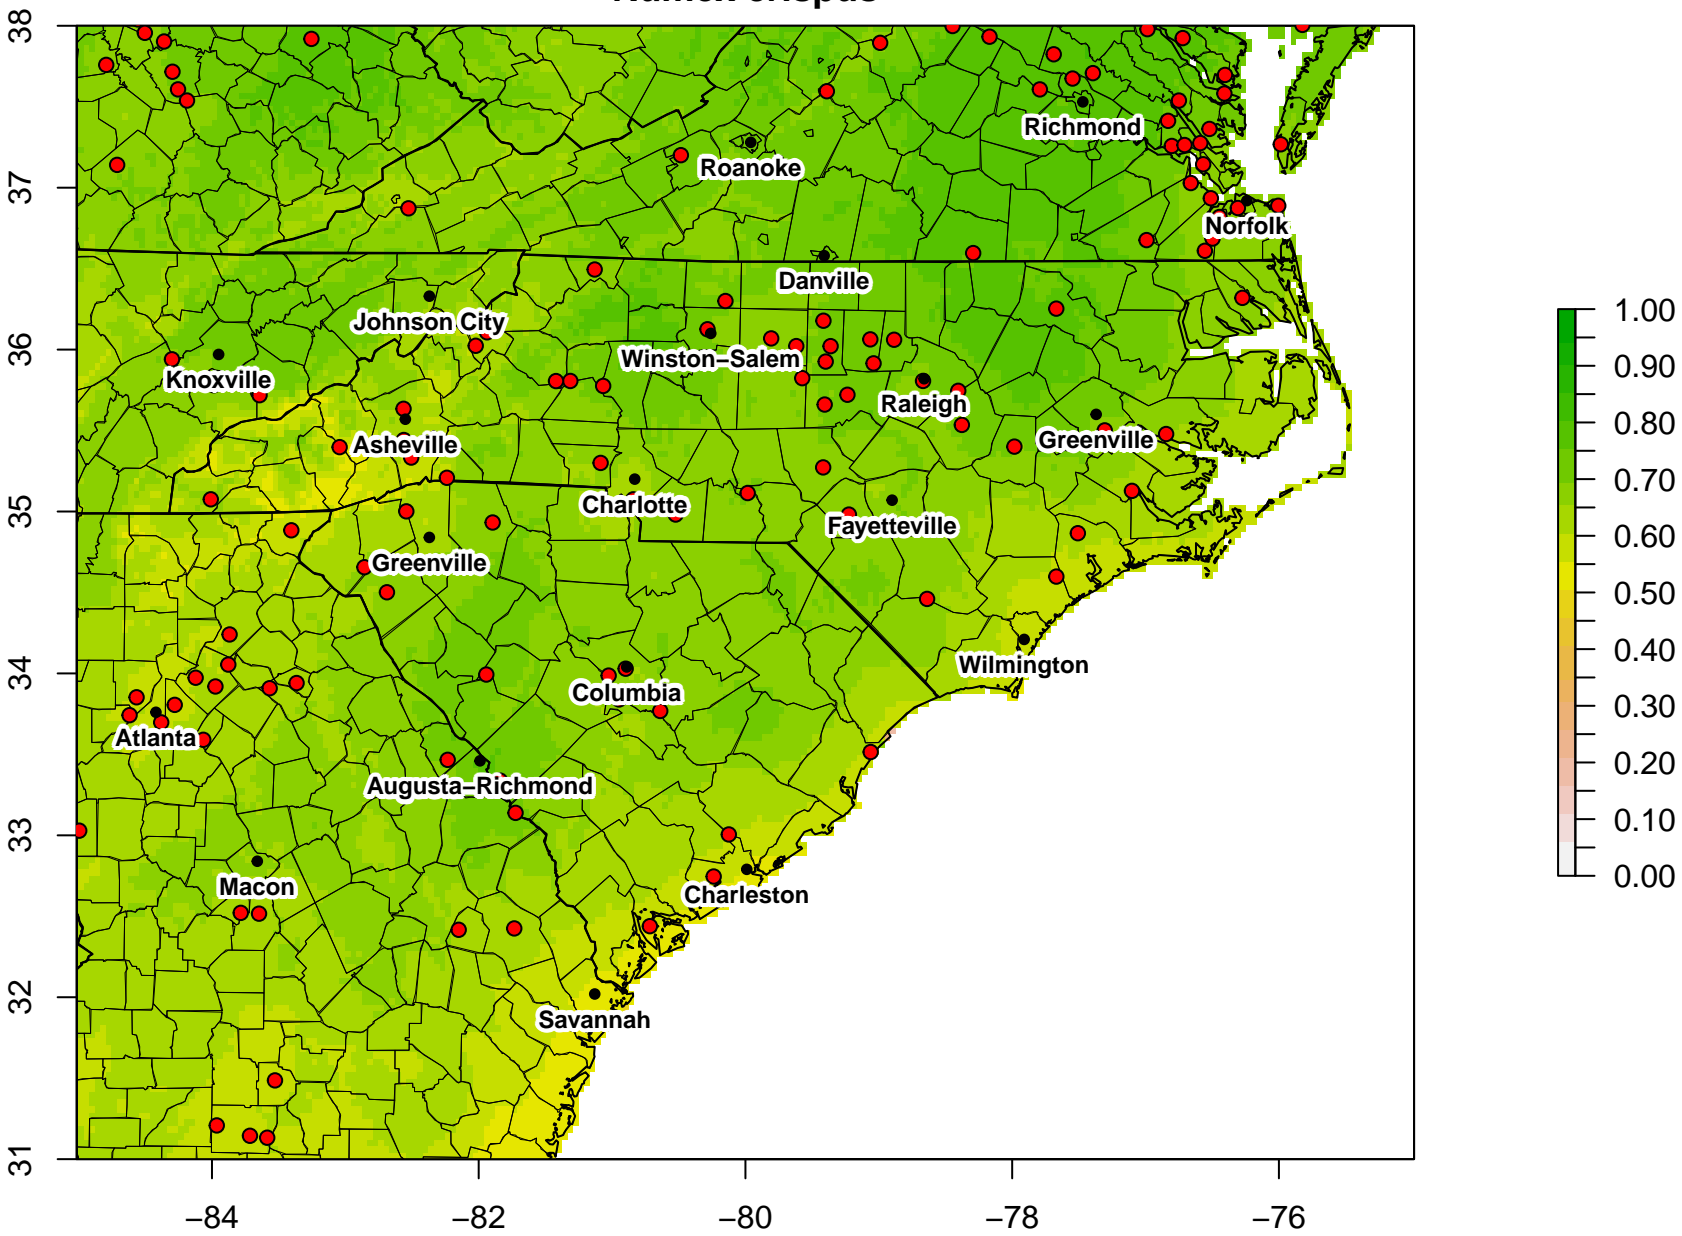 Rumex crispus
38
37
36
35
34
33
32
31
Richmond
Roanoke
Norfolk
Danville
Johnson City
Winston–Salem
Knoxville
Raleigh
Asheville
Greenville
Charlotte
Fayetteville
Greenville
Wilmington
Columbia
Atlanta
Augusta–Richmond
Macon
Charleston
Savannah
−84
−82
−80
−78
−76
1.00
0.90
0.80
0.70
0.60
0.50
0.40
0.30
0.20
0.10
0.00